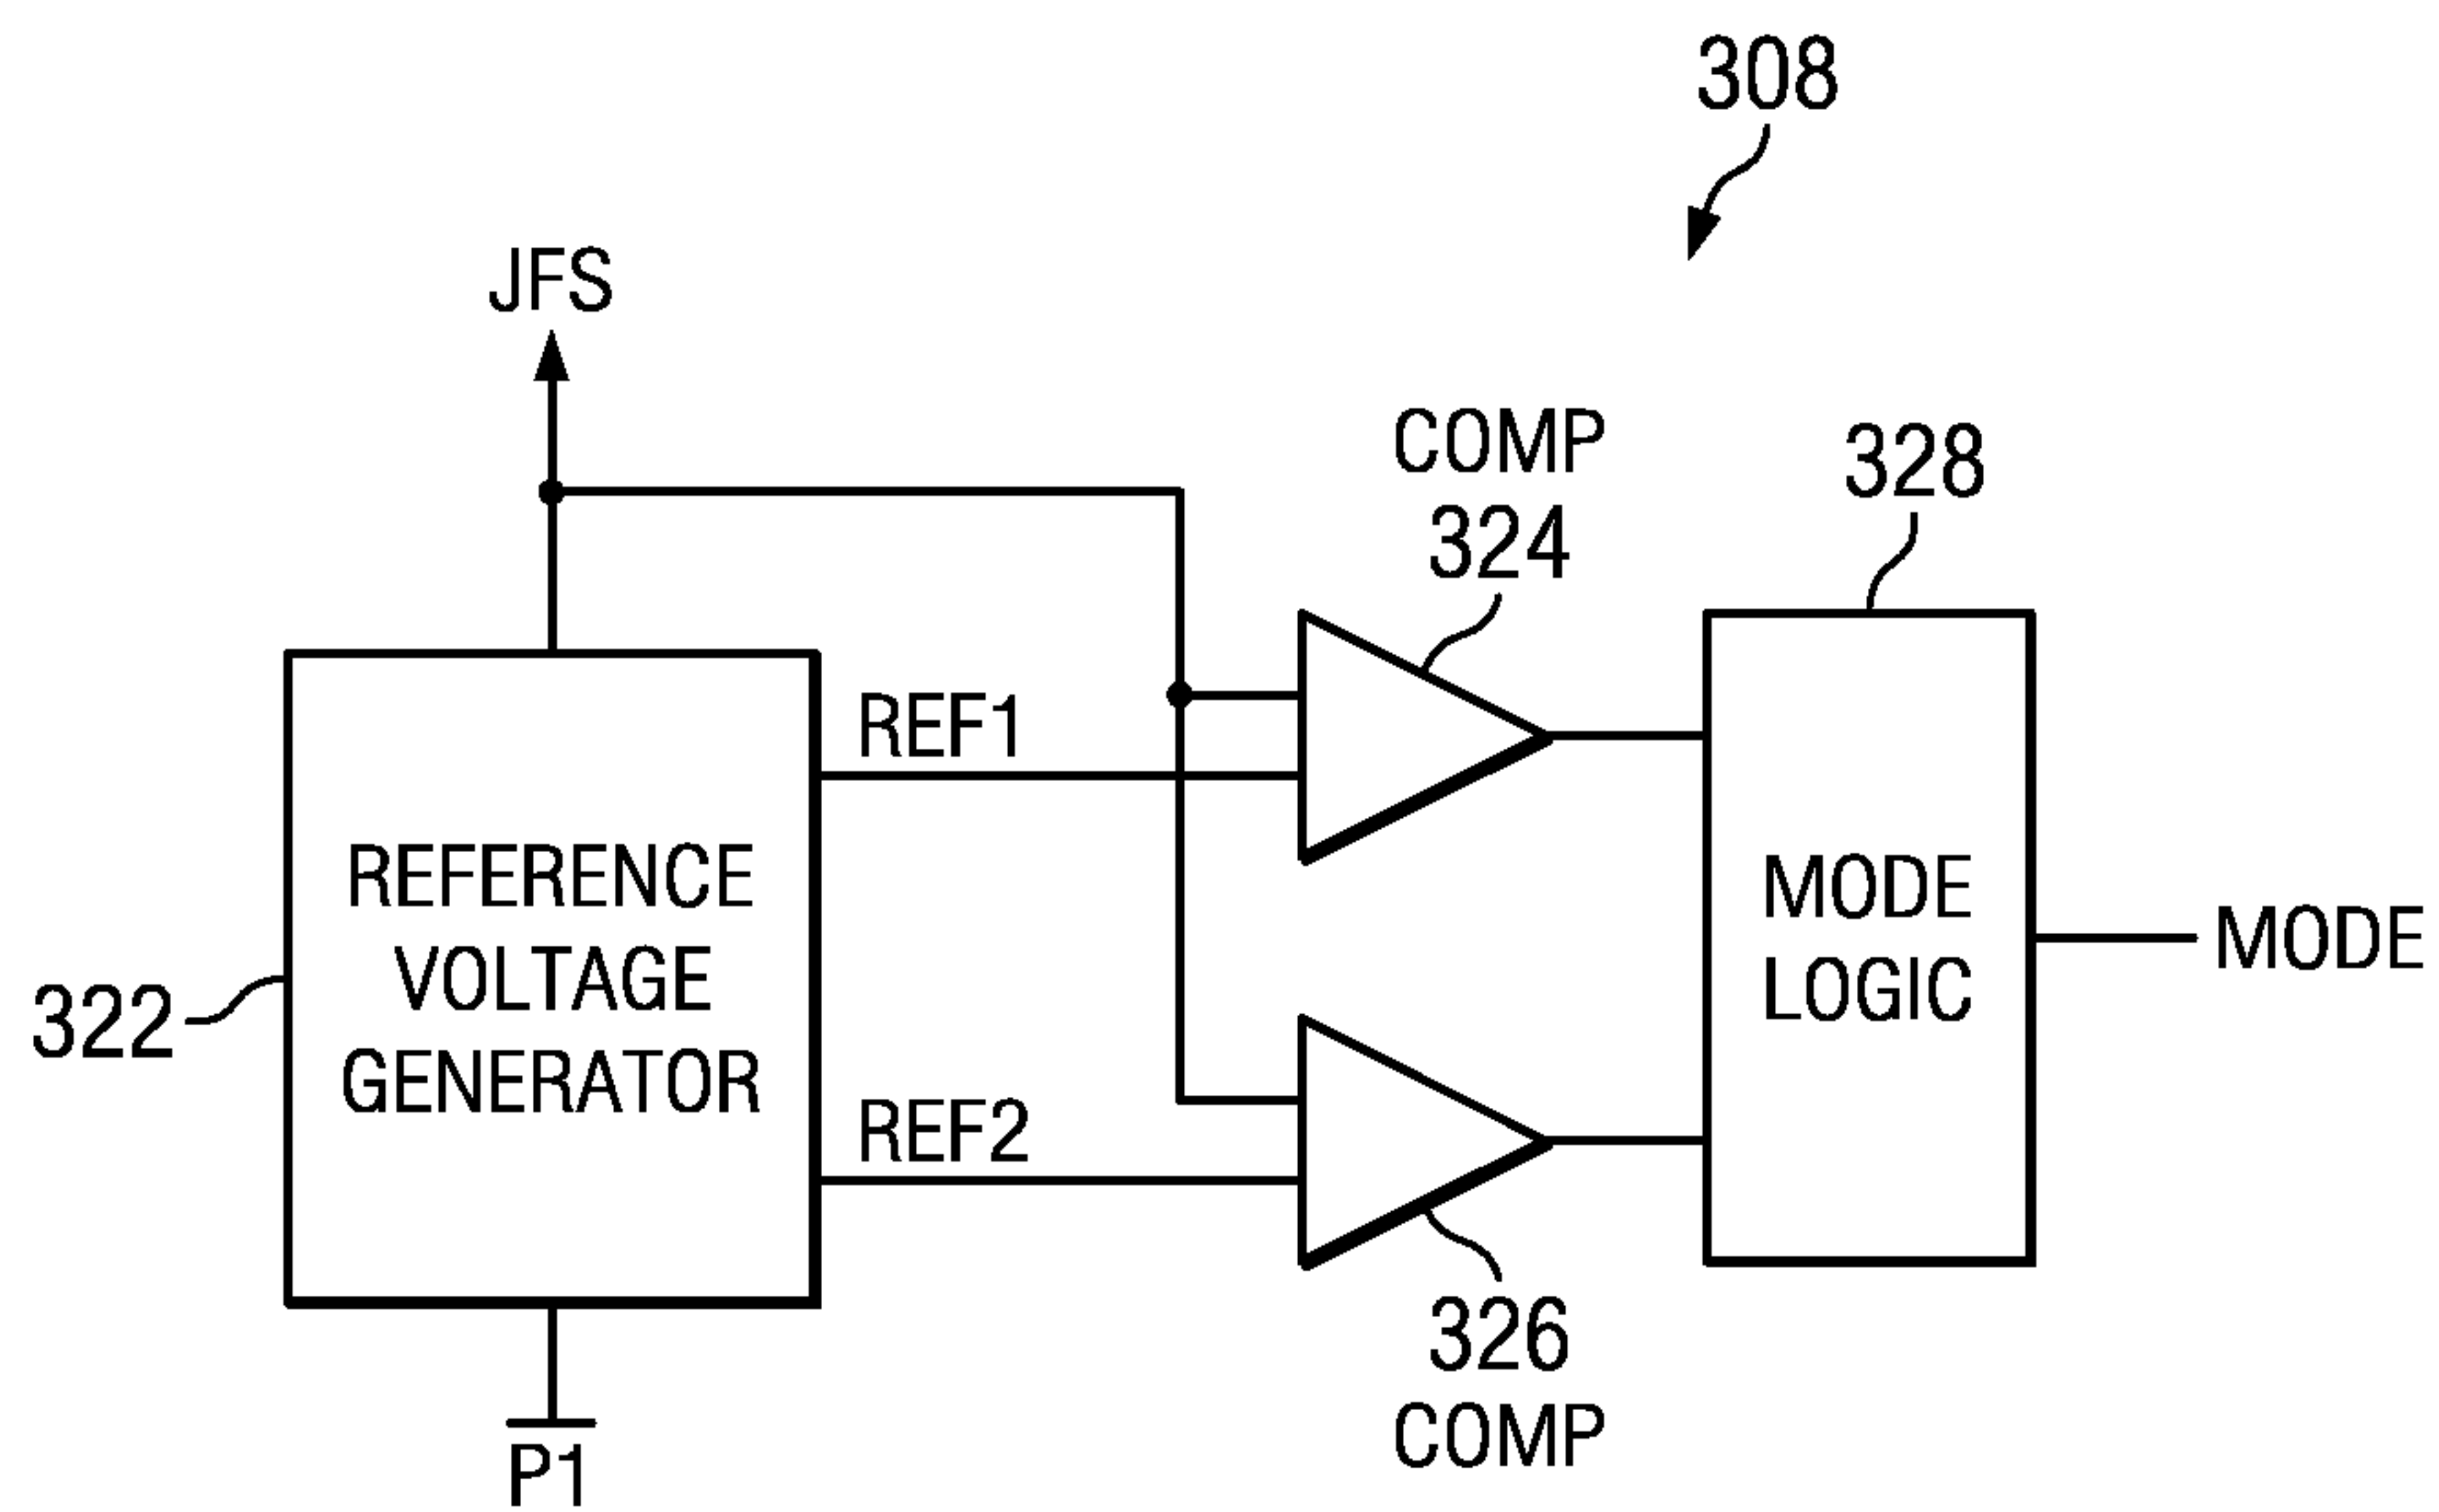 308
JFS
COMP
324
328
REF1
REFERENCE
VOLTAGE
GENERATOR
322
MODE
LOGIC
MODE
REF2
326
COMP
P1